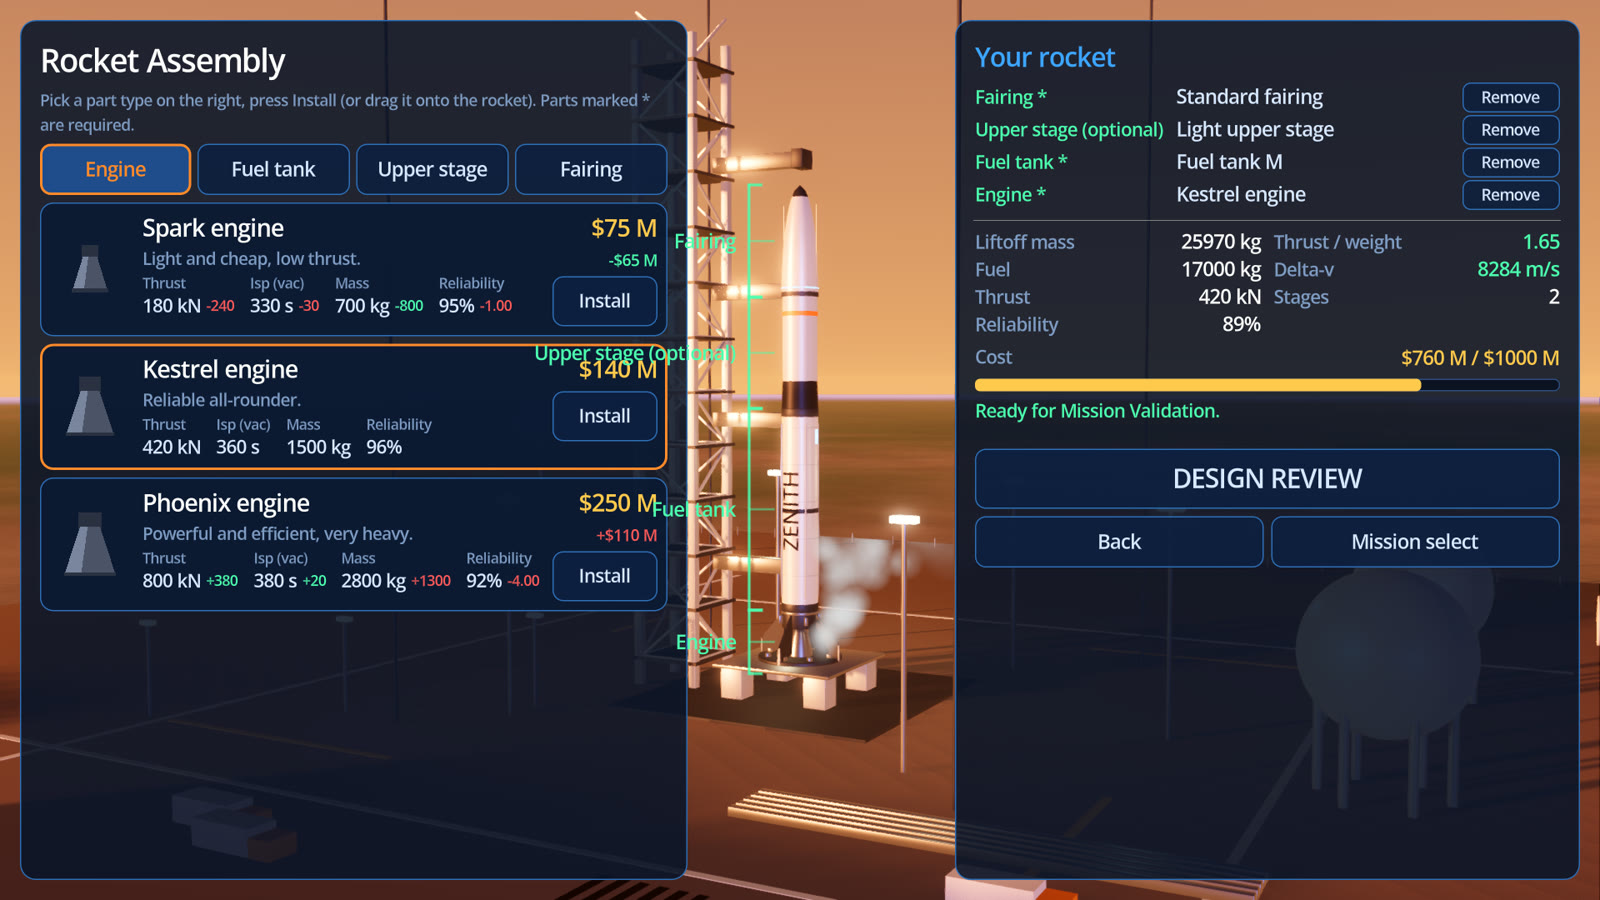 Rocket Assembly
Pick a part type on the right, press Install (or drag it onto the rocket). Parts marked *
are required.
Engine
Fuel tank
Upper stage
Fairing
Spark engine
$75 M
Light and cheap, low thrust.
-$65 M
Thrust Isp (vac) Mass Reliability
180 kN -240 330 s -30 700 kg -800 95% -1.00
Install
Kestrel engine
$140 M
Reliable all-rounder.
Thrust Isp (vac) Mass Reliability
420 kN 360 s 1500 kg 96%
Install
Phoenix engine
$250 M
Powerful and efficient, very heavy.
+$110 M
Thrust Isp (vac) Mass Reliability
800 kN +380 380 s +20 2800 kg +1300 92% -4.00
Install
Fairing
Upper stage (optional)
Fuel tank
Engine
ZENITH
Your rocket
Fairing * Standard fairing Remove
Upper stage (optional) Light upper stage Remove
Fuel tank * Fuel tank M Remove
Engine * Kestrel engine Remove
Liftoff mass 25970 kg Thrust / weight 1.65
Fuel 17000 kg Delta-v 8284 m/s
Thrust 420 kN Stages 2
Reliability 89%
Cost $760 M / $1000 M
Ready for Mission Validation.
DESIGN REVIEW
Back
Mission select